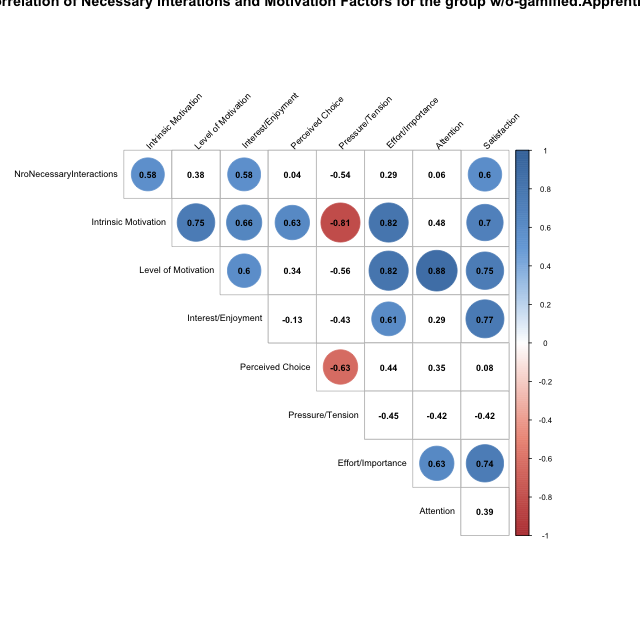 orrelation of Necessary Interations and Motivation Factors for the group w/o-gamified.Apprenti
Intrinsic Motivation
Level of Motivation
Interest/Enjoyment
Perceived Choice
Pressure/Tension
Effort/Importance
Attention
Satisfaction
NroNecessaryInteractions 0.58 0.38 0.58 0.04 -0.54 0.29 0.06 0.6
Intrinsic Motivation 0.75 0.66 0.63 -0.81 0.82 0.48 0.7
Level of Motivation 0.6 0.34 -0.56 0.82 0.88 0.75
Interest/Enjoyment -0.13 -0.43 0.61 0.29 0.77
Perceived Choice -0.63 0.44 0.35 0.08
Pressure/Tension -0.45 -0.42 -0.42
Effort/Importance 0.63 0.74
Attention 0.39
1
0.8
0.6
0.4
0.2
0
-0.2
-0.4
-0.6
-0.8
-1